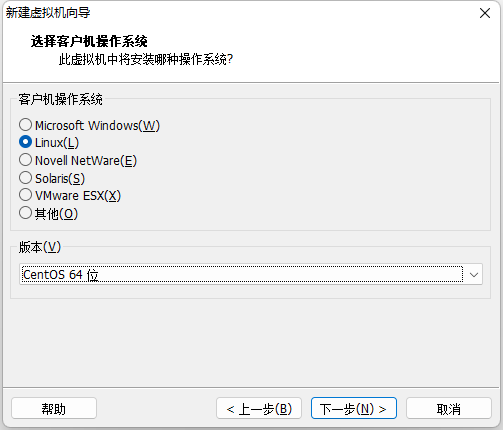 新建虚拟机向导
选择客户机操作系统
此虚拟机中将安装哪种操作系统?
客户机操作系统
Microsoft Windows(W)
Linux(L)
Novell NetWare(E)
Solaris(S)
VMware ESX(X)
其他(O)
版本(V)
CentOS 64 位
帮助
< 上一步(B)
下一步(N) >
取消